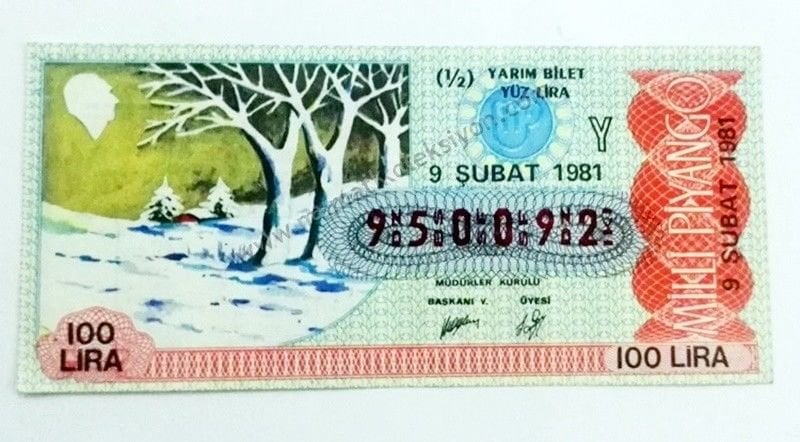 (½) YARIM BİLET
YÜZ LİRA
Y
9 ŞUBAT 1981
950092
MÜDÜRLER KURULU
BAŞKANI V. ÜYESİ
100
LİRA
100 LİRA
MİLLİ PİYANGO
9 ŞUBAT 1981